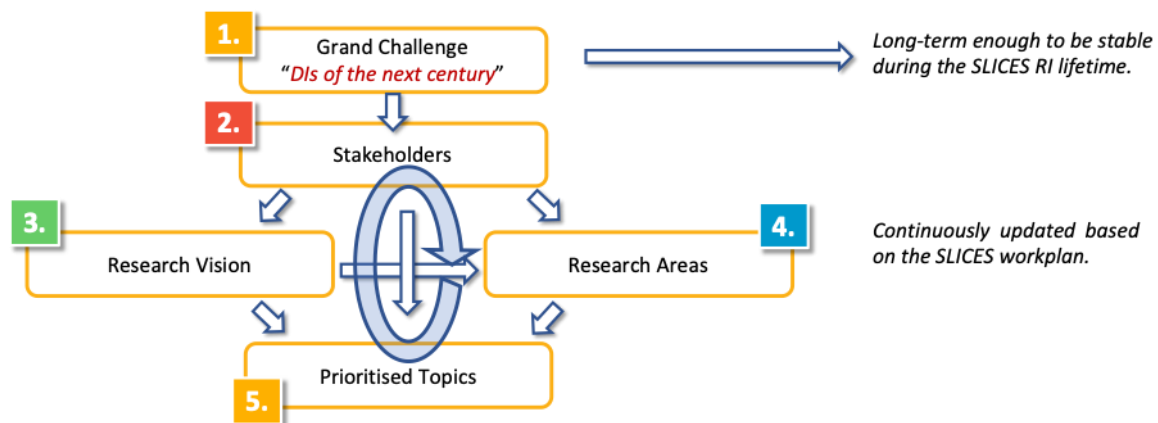 1.
Grand Challenge
“DIs of the next century”
Long-term enough to be stable
during the SLICES RI lifetime.
2.
Stakeholders
3.
Research Vision
4.
Research Areas
Continuously updated based
on the SLICES workplan.
5.
Prioritised Topics